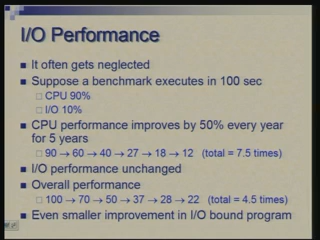 I/O Performance
It often gets neglected
Suppose a benchmark executes in 100 sec
CPU 90%
I/O 10%
CPU performance improves by 50% every year
for 5 years
90 → 60 → 40 → 27 → 18 → 12 (total = 7.5 times)
I/O performance unchanged
Overall performance
100 → 70 → 50 → 37 → 28 → 22 (total = 4.5 times)
Even smaller improvement in I/O bound program